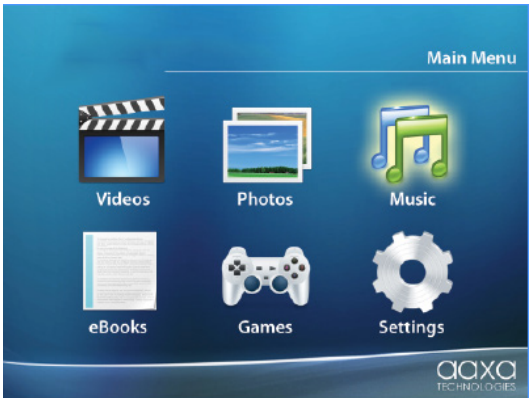 Main Menu
Videos
Photos
Music
eBooks
Games
Settings
aaxa
TECHNOLOGIES